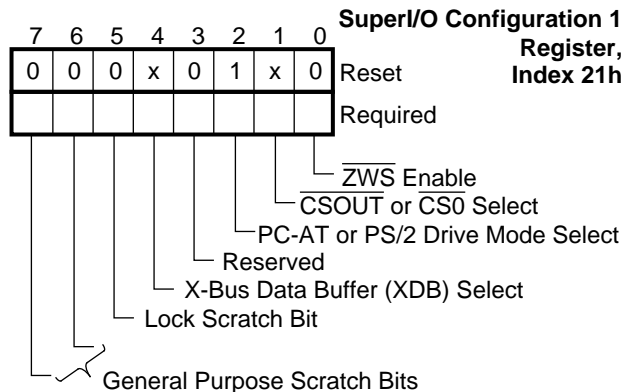 SuperI/O Configuration 1
Register,
Index 21h
7 6 5 4 3 2 1 0
0 0 0 x 0 1 x 0 Reset
Required
ZWS Enable
CSOUT or CS0 Select
PC-AT or PS/2 Drive Mode Select
Reserved
X-Bus Data Buffer (XDB) Select
Lock Scratch Bit
General Purpose Scratch Bits